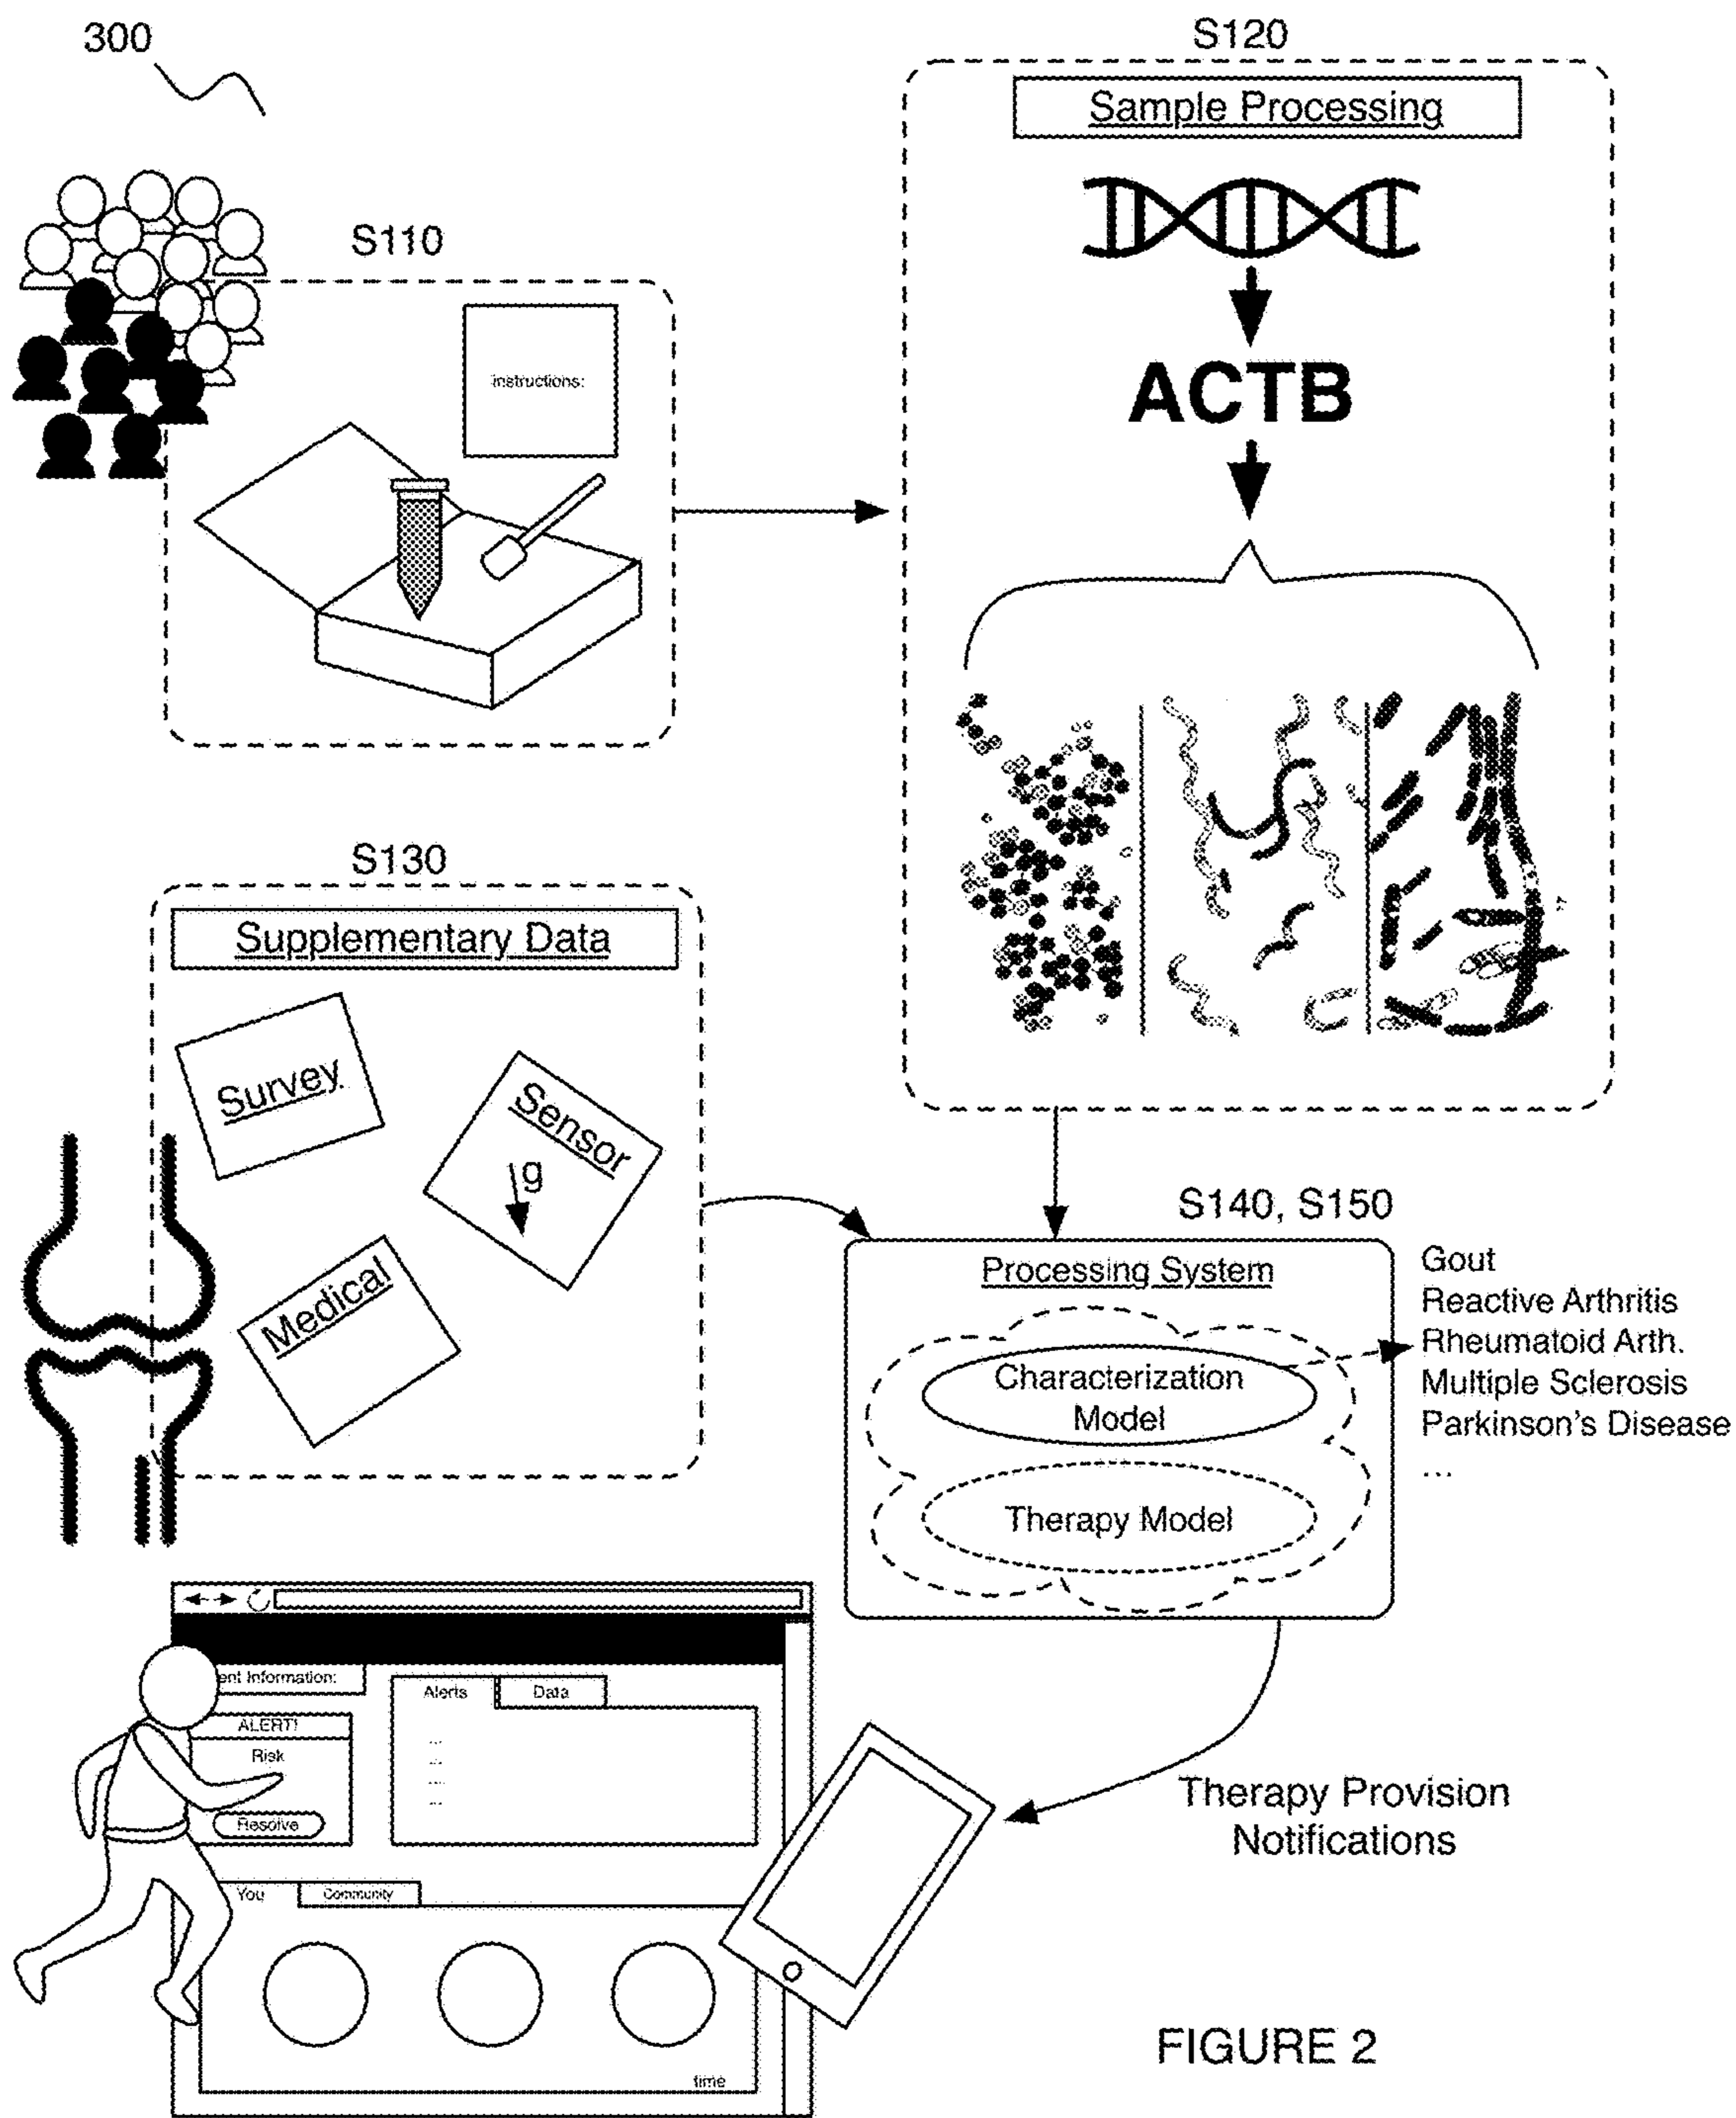 300
S120
Sample Processing
S110
instructions:
ACTB
S130
Supplementary Data
Survey
Sensor
g
Medical
S140, S150
Processing System
Characterization
Model
Therapy Model
Gout
Reactive Arthritis
Rheumatoid Arth.
Multiple Sclerosis
Parkinson's Disease
...
ent Information:
ALERT!
Risk
Resolve
Alerts
Data
...
...
...
...
You
Community
time
Therapy Provision
Notifications
FIGURE 2